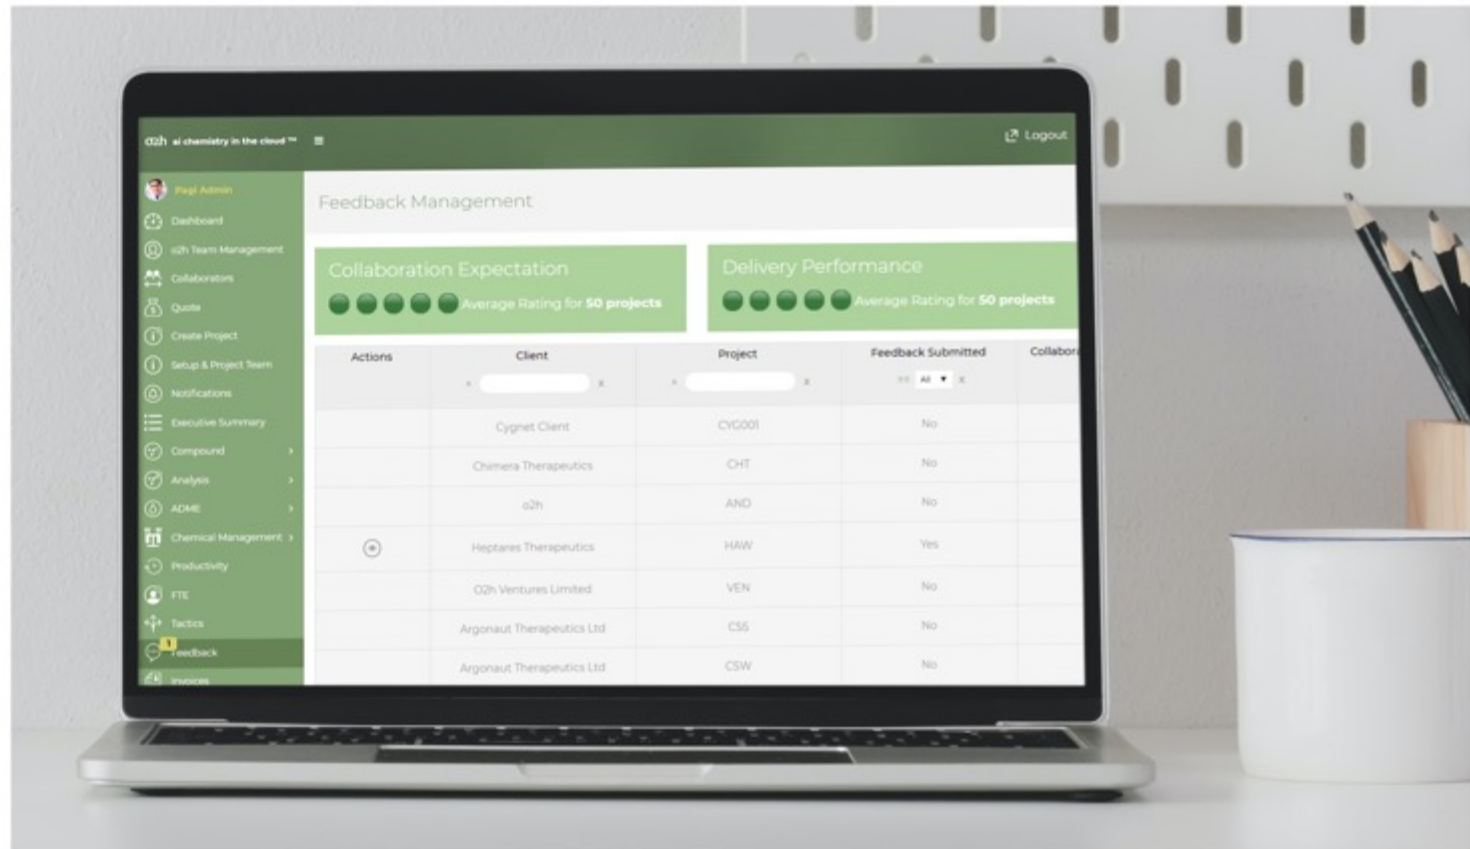 o2h ai chemistry in the cloud ™
Logout
Pagi Admin
Dashboard
o2h Team Management
Collaborators
Quote
Create Project
Setup & Project Team
Notifications
Executive Summary
Compound
Analysis
ADME
Chemical Management
Productivity
FTE
Tactics
1
Feedback
Invoices
Feedback Management
Collaboration Expectation
Average Rating for 50 projects
Delivery Performance
Average Rating for 50 projects
Actions Client Project Feedback Submitted Collabora
x x All ▼ x
Cygnet Client CYG001 No
Chimera Therapeutics CHT No
o2h AND No
Heptares Therapeutics HAW Yes
O2h Ventures Limited VEN No
Argonaut Therapeutics Ltd CSS No
Argonaut Therapeutics Ltd CSW No